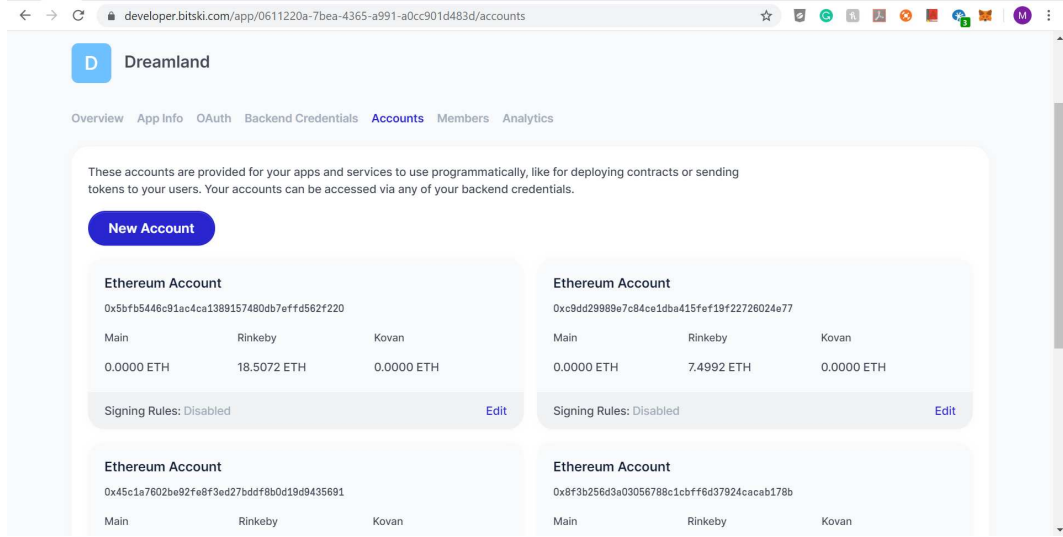 developer.bitski.com/app/0611220a-7bea-4365-a991-a0cc901d483d/accounts
3
M
D Dreamland
Overview App Info OAuth Backend Credentials Accounts Members Analytics
These accounts are provided for your apps and services to use programmatically, like for deploying contracts or sending
tokens to your users. Your accounts can be accessed via any of your backend credentials.
New Account
Ethereum Account
0x5bfb5446c91ac4ca1389157480db7effd562f220
Main Rinkeby Kovan
0.0000 ETH 18.5072 ETH 0.0000 ETH
Signing Rules: Disabled Edit
Ethereum Account
0xc9dd29989e7c84ce1dba415fef19f22726024e77
Main Rinkeby Kovan
0.0000 ETH 7.4992 ETH 0.0000 ETH
Signing Rules: Disabled Edit
Ethereum Account
0x45c1a7602be92fe8f3ed27bddf8b0d19d9435691
Main Rinkeby Kovan
Ethereum Account
0x8f3b256d3a03056788c1cbff6d37924cacab178b
Main Rinkeby Kovan